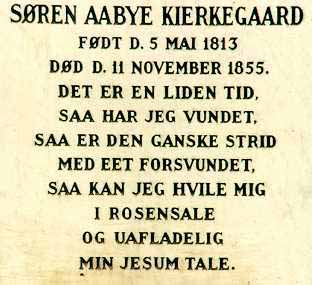 SØREN AABYE KIERKEGAARD
FØDT D. 5 MAI 1813
DØD D. 11 NOVEMBER 1855.
DET ER EN LIDEN TID,
SAA HAR JEG VUNDET,
SAA ER DEN GANSKE STRID
MED EET FORSVUNDET,
SAA KAN JEG HVILE MIG
I ROSENSALE
OG UAFLADELIG
MIN JESUM TALE.